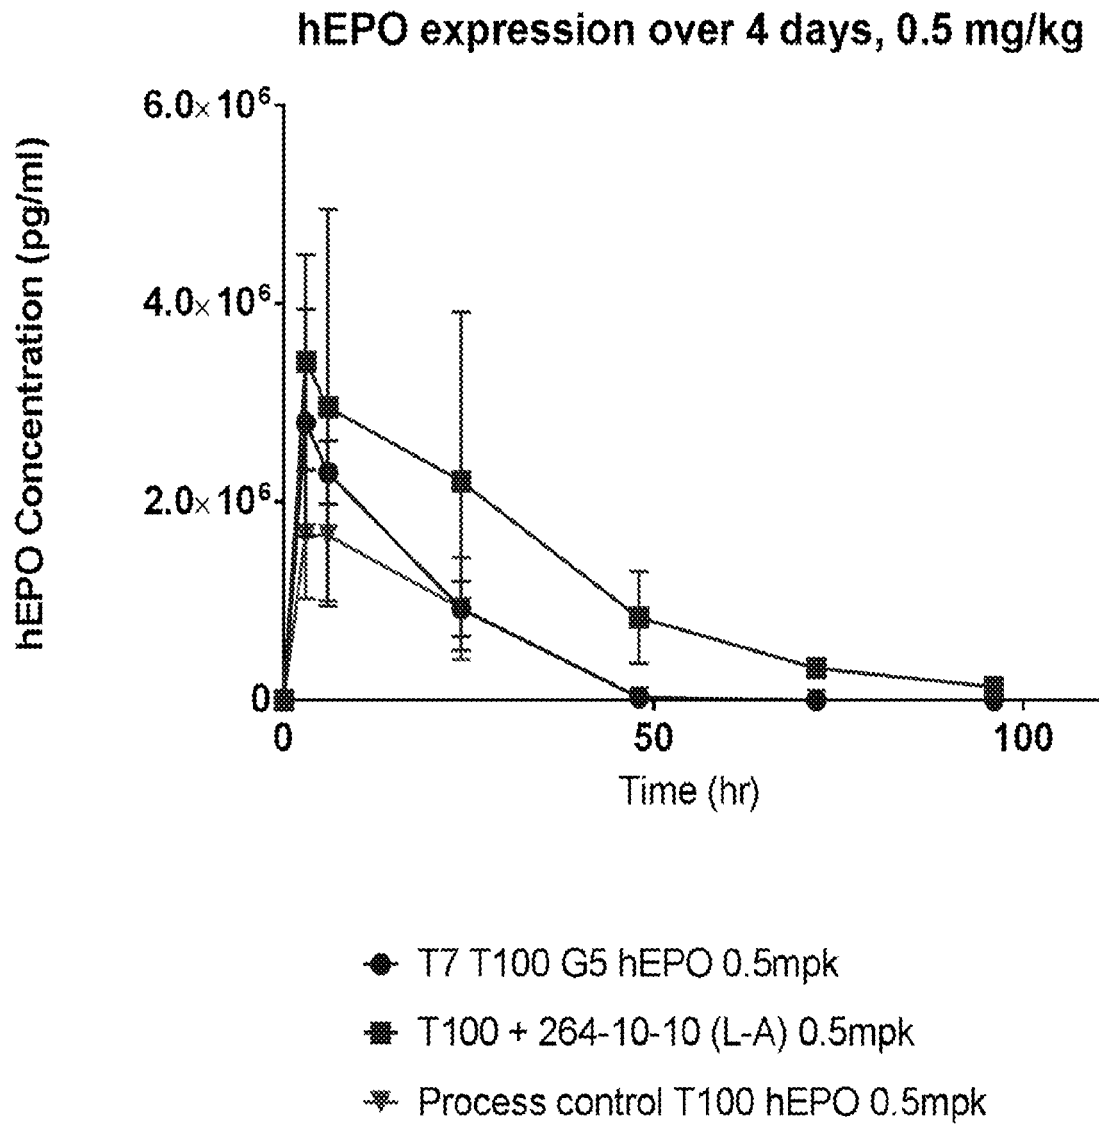 hEPO expression over 4 days, 0.5 mg/kg
hEPO Concentration (pg/ml)
6.0× 10⁶
4.0× 10⁶
2.0× 10⁶
0
0
50
100
Time (hr)
T7 T100 G5 hEPO 0.5mpk
T100 + 264-10-10 (L-A) 0.5mpk
Process control T100 hEPO 0.5mpk